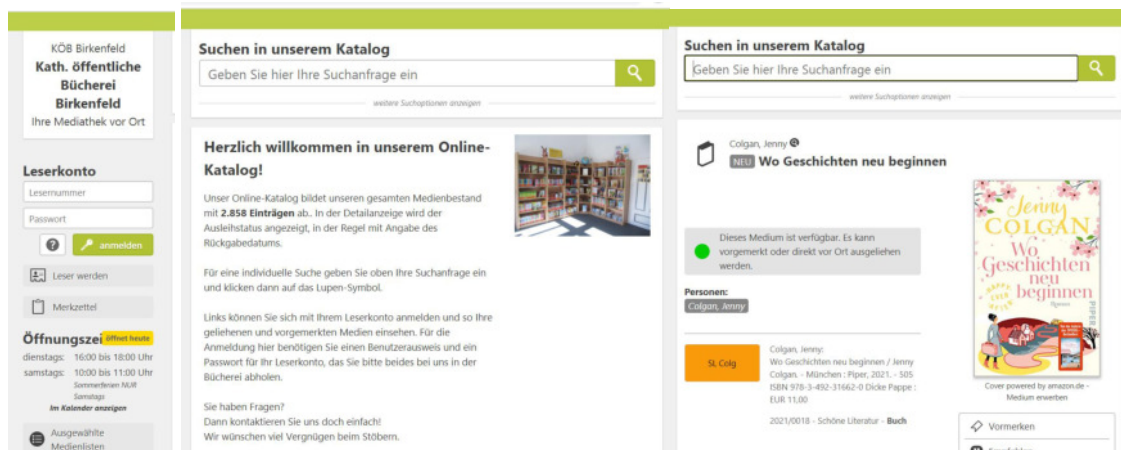 KÖB Birkenfeld
Kath. öffentliche
Bücherei
Birkenfeld
Ihre Mediathek vor Ort
Leserkonto
Lesernummer
Passwort
anmelden
Leser werden
Merkzettel
Öffnungszei
öffnet heute
dienstags: 16:00 bis 18:00 Uhr
samstags: 10:00 bis 11:00 Uhr
Sommerferien NUR
Samstags
Im Kalender anzeigen
Ausgewählte
Medienlisten
Suchen in unserem Katalog
Geben Sie hier Ihre Suchanfrage ein
weitere Suchoptionen anzeigen
Herzlich willkommen in unserem Online-
Katalog!
Unser Online-Katalog bildet unseren gesamten Medienbestand
mit 2.858 Einträgen ab.. In der Detailanzeige wird der
Ausleihstatus angezeigt, in der Regel mit Angabe des
Rückgabedatums.
Für eine individuelle Suche geben Sie oben Ihre Suchanfrage ein
und klicken dann auf das Lupen-Symbol.
Links können Sie sich mit Ihrem Leserkonto anmelden und so Ihre
geliehenen und vorgemerkten Medien einsehen. Für die
Anmeldung hier benötigen Sie einen Benutzerausweis und ein
Passwort für Ihr Leserkonto, das Sie bitte beides bei uns in der
Bücherei abholen.
Sie haben Fragen?
Dann kontaktieren Sie uns doch einfach!
Wir wünschen viel Vergnügen beim Stöbern.
Suchen in unserem Katalog
Geben Sie hier Ihre Suchanfrage ein
weitere Suchoptionen anzeigen
Colgan, Jenny
NEU Wo Geschichten neu beginnen
Dieses Medium ist verfügbar. Es kann
vorgemerkt oder direkt vor Ort ausgeliehen
werden.
Personen:
Colgan, Jenny
SL Colg
Colgan, Jenny:
Wo Geschichten neu beginnen / Jenny
Colgan. - München : Piper, 2021. - 505
ISBN 978-3-492-31662-0 Dicke Pappe :
EUR 11,00
2021/0018 - Schöne Literatur - Buch
Jenny
COLGAN
Wo
Geschichten
neu
beginnen
HAPPY
EVER
AFTER
Roman
PIPER
Cover powered by amazon.de -
Medium erwerben
Vormerken